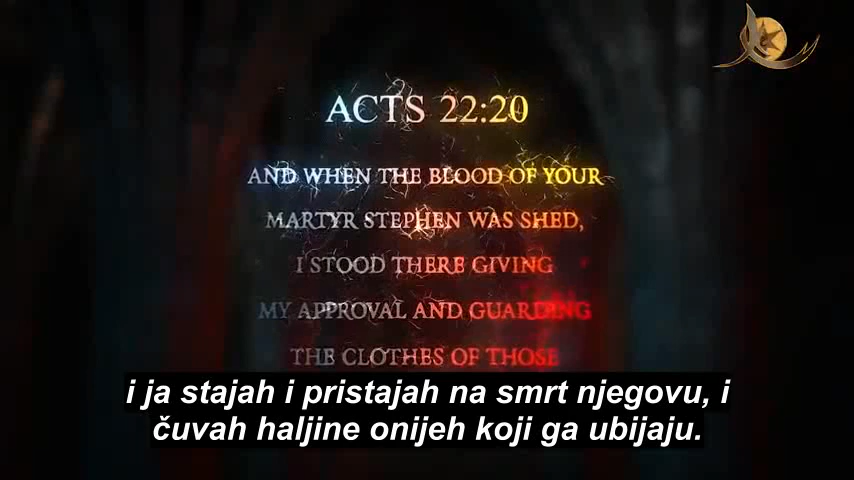 ACTS 22:20
AND WHEN THE BLOOD OF YOUR
MARTYR STEPHEN WAS SHED,
I STOOD THERE GIVING
MY APPROVAL AND GUARDING
THE CLOTHES OF THOSE
i ja stajah i pristajah na smrt njegovu, i
čuvah haljine onijeh koji ga ubijaju.